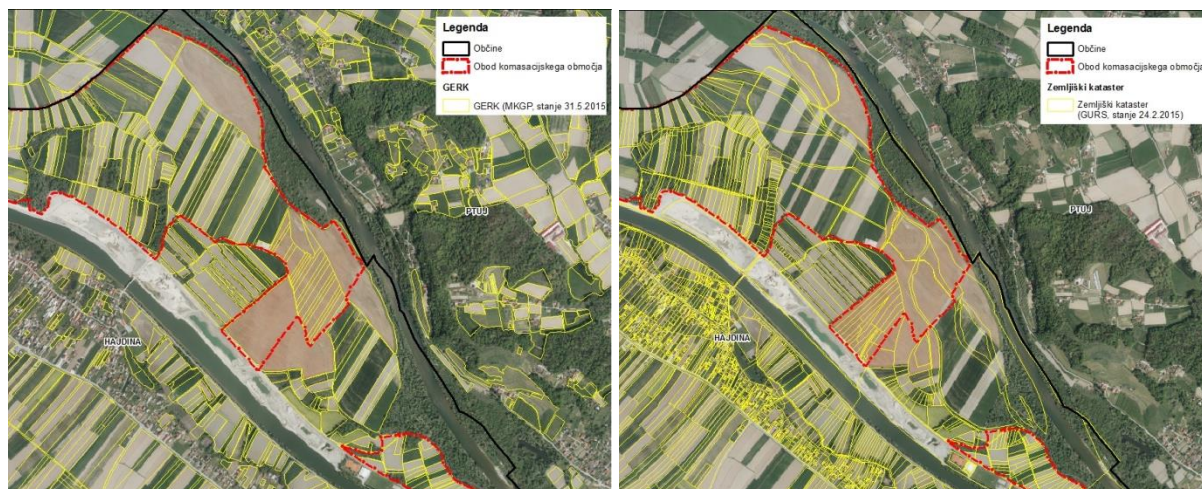 Legenda
Občine
Obod komasacijskega območja
GERK
GERK (MKGP, stanje 31.5.2015)
PTUJ
HAJDINA
Legenda
Občine
Obod komasacijskega območja
Zemljiški kataster
Zemljiški kataster
(GURS, stanje 24.2.2015)
PTUJ
HAJDINA